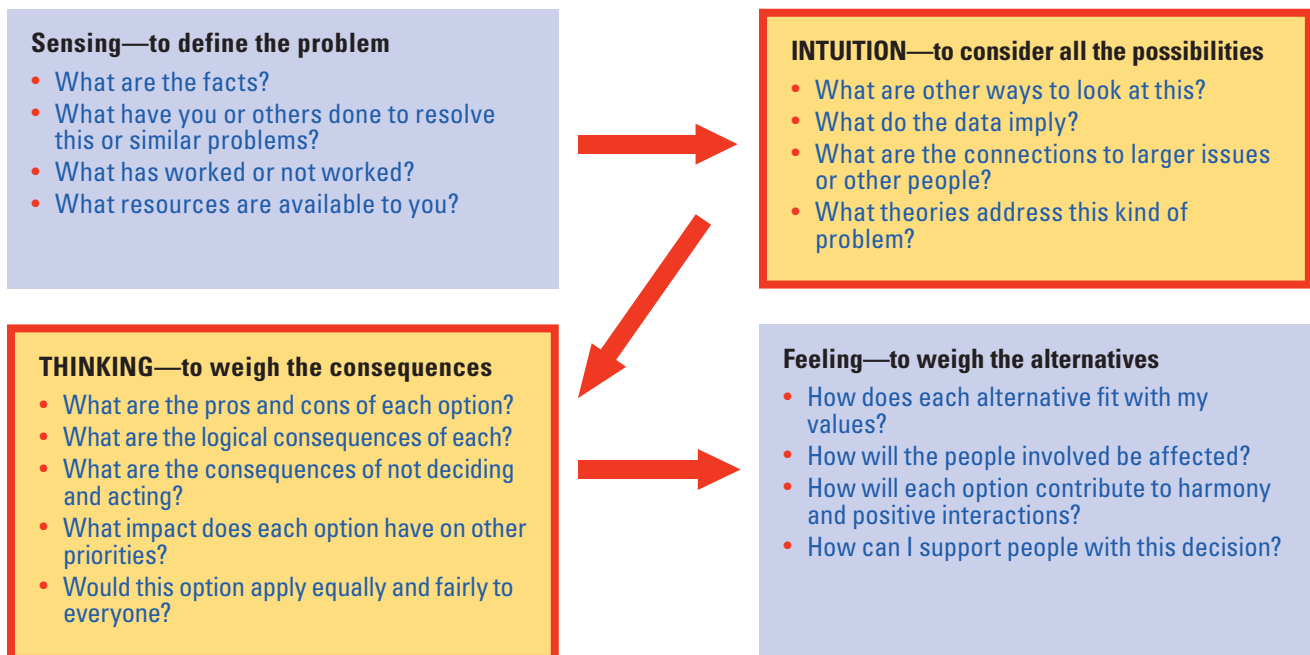 Sensing—to define the problem
• What are the facts?
• What have you or others done to resolve
this or similar problems?
• What has worked or not worked?
• What resources are available to you?
INTUITION—to consider all the possibilities
• What are other ways to look at this?
• What do the data imply?
• What are the connections to larger issues
or other people?
• What theories address this kind of
problem?
THINKING—to weigh the consequences
• What are the pros and cons of each option?
• What are the logical consequences of each?
• What are the consequences of not deciding
and acting?
• What impact does each option have on other
priorities?
• Would this option apply equally and fairly to
everyone?
Feeling—to weigh the alternatives
• How does each alternative fit with my
values?
• How will the people involved be affected?
• How will each option contribute to harmony
and positive interactions?
• How can I support people with this decision?